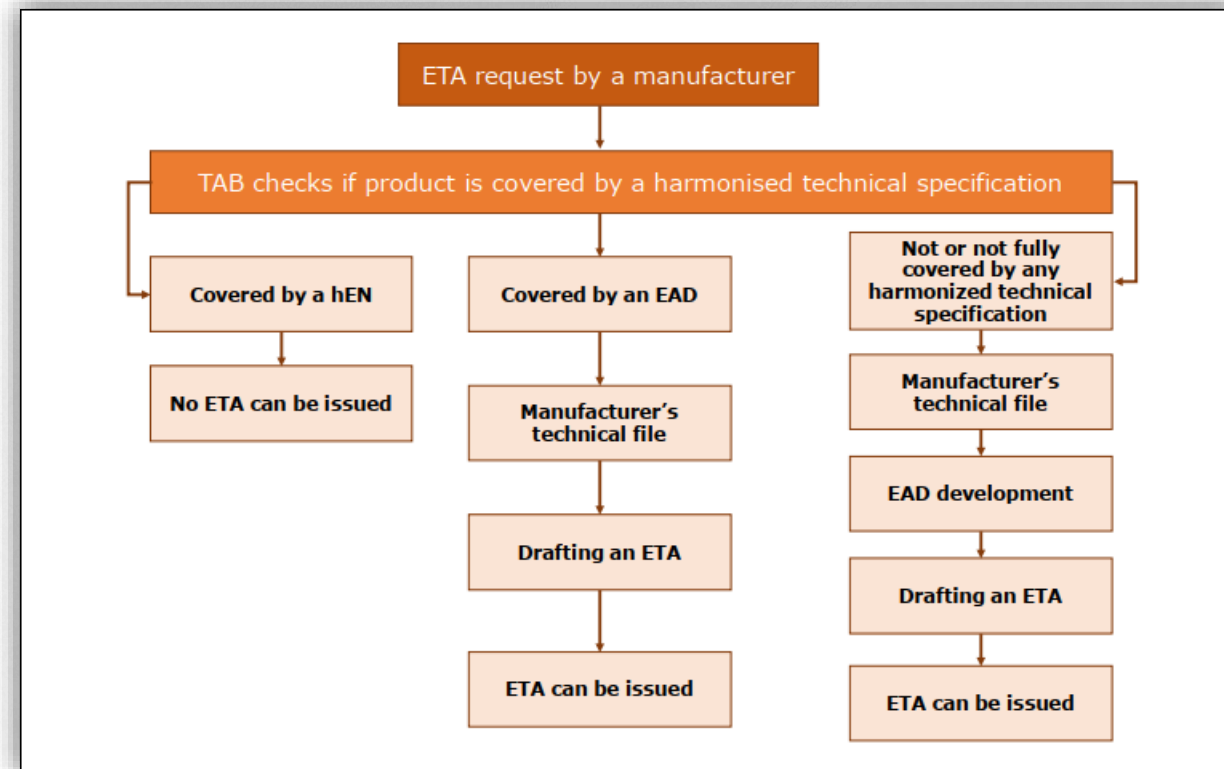 ETA request by a manufacturer
TAB checks if product is covered by a harmonised technical specification
Covered by a hEN
No ETA can be issued
Covered by an EAD
Manufacturer’s
technical file
Drafting an ETA
ETA can be issued
Not or not fully
covered by any
harmonized technical
specification
Manufacturer’s
technical file
EAD development
Drafting an ETA
ETA can be issued